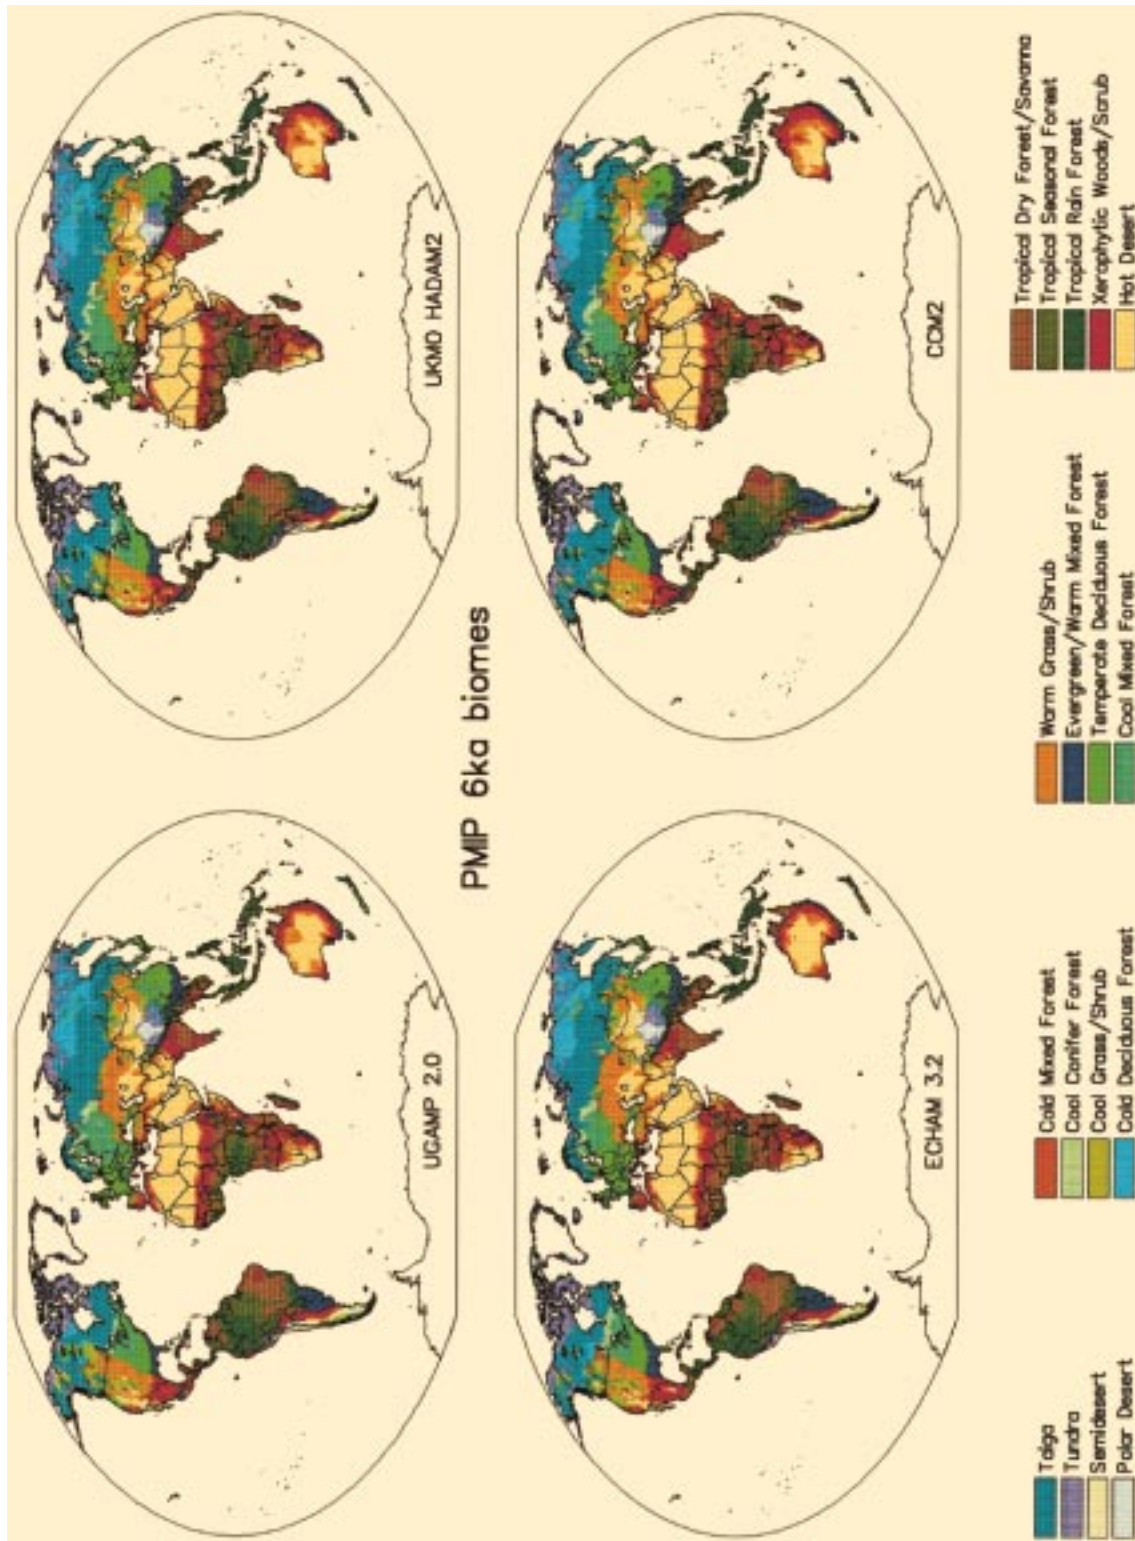 UGAMP 2.0
UKMO HADAM2
PMIP 6ka biomes
ECHAM 3.2
CCM2
Taiga
Tundra
Semidesert
Polar Desert
Cold Mixed Forest
Cool Conifer Forest
Cool Grass/Shrub
Cold Deciduous Forest
Warm Grass/Shrub
Evergreen/Warm Mixed Forest
Temperate Deciduous Forest
Cool Mixed Forest
Tropical Dry Forest/Savanna
Tropical Seasonal Forest
Tropical Rain Forest
Xerophytic Woods/Scrub
Hot Desert